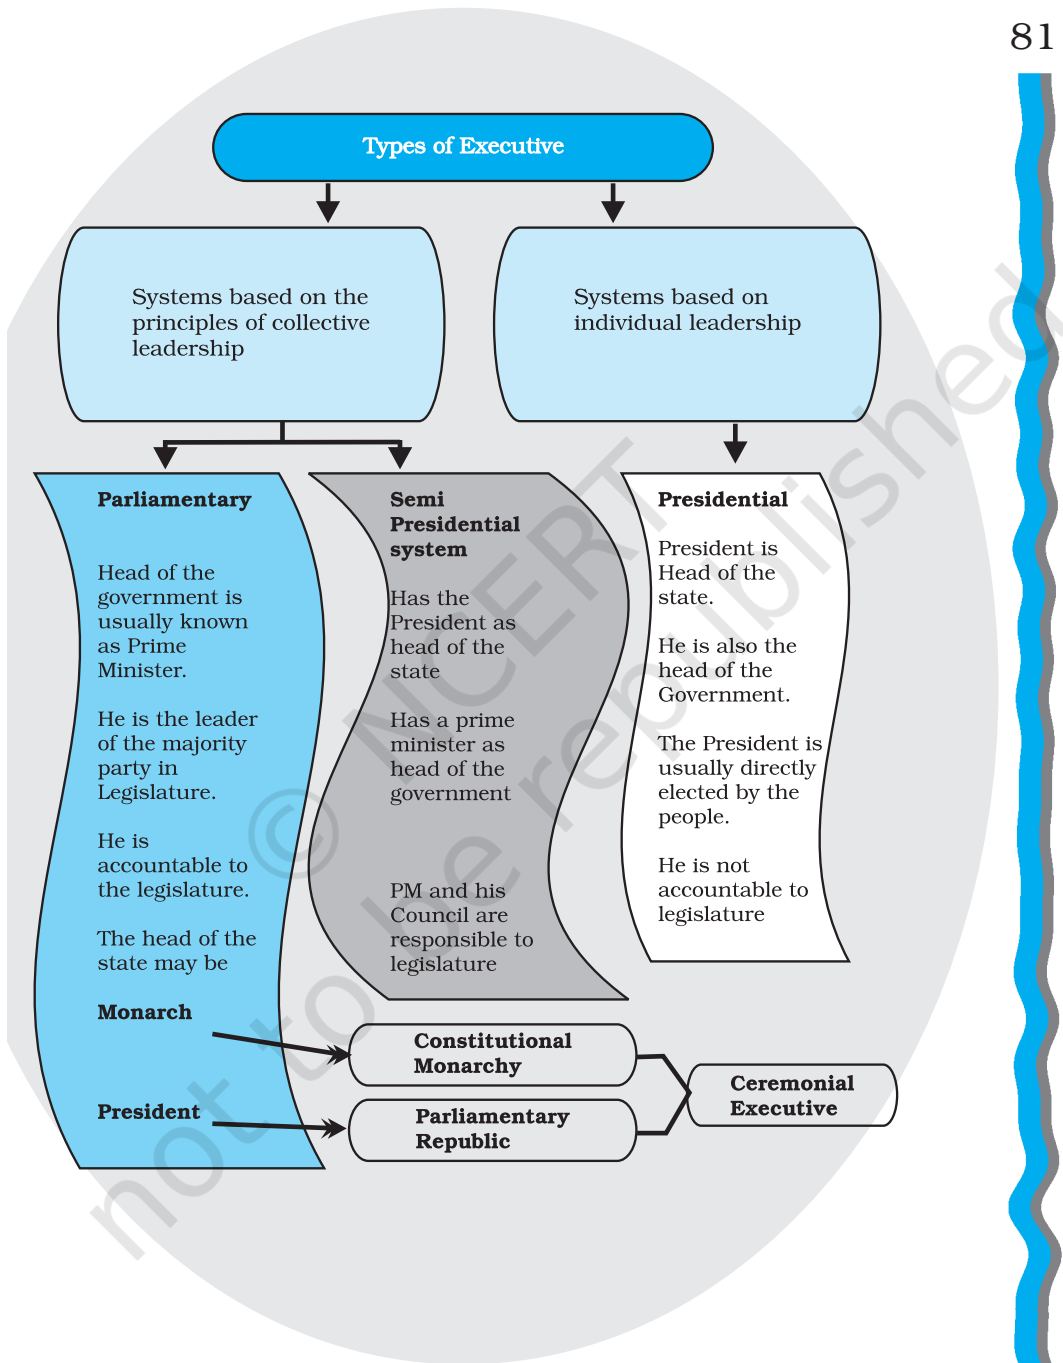 81
Types of Executive
Systems based on the
principles of collective
leadership
Systems based on
individual leadership
Parliamentary
Head of the
government is
usually known
as Prime
Minister.
He is the leader
of the majority
party in
Legislature.
He is
accountable to
the legislature.
The head of the
state may be
Monarch
President
Semi
Presidential
system
Has the
President as
head of the
state
Has a prime
minister as
head of the
government
PM and his
Council are
responsible to
legislature
Presidential
President is
Head of the
state.
He is also the
head of the
Government.
The President is
usually directly
elected by the
people.
He is not
accountable to
legislature
Constitutional
Monarchy
Parliamentary
Republic
Ceremonial
Executive
© NCERT
not to be republished